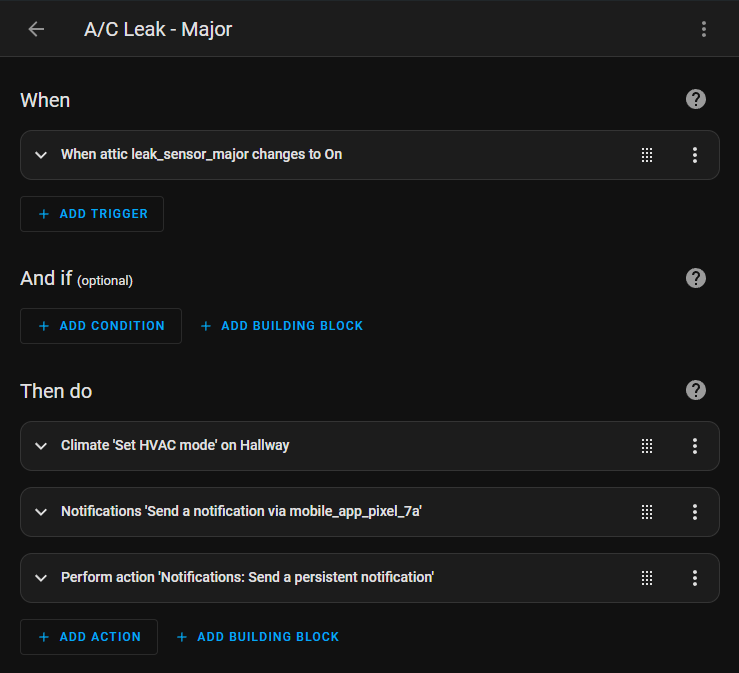 A/C Leak - Major
When
When attic leak_sensor_major changes to On
+ ADD TRIGGER
And if (optional)
+ ADD CONDITION + ADD BUILDING BLOCK
Then do
Climate 'Set HVAC mode' on Hallway
Notifications 'Send a notification via mobile_app_pixel_7a'
Perform action 'Notifications: Send a persistent notification'
+ ADD ACTION + ADD BUILDING BLOCK